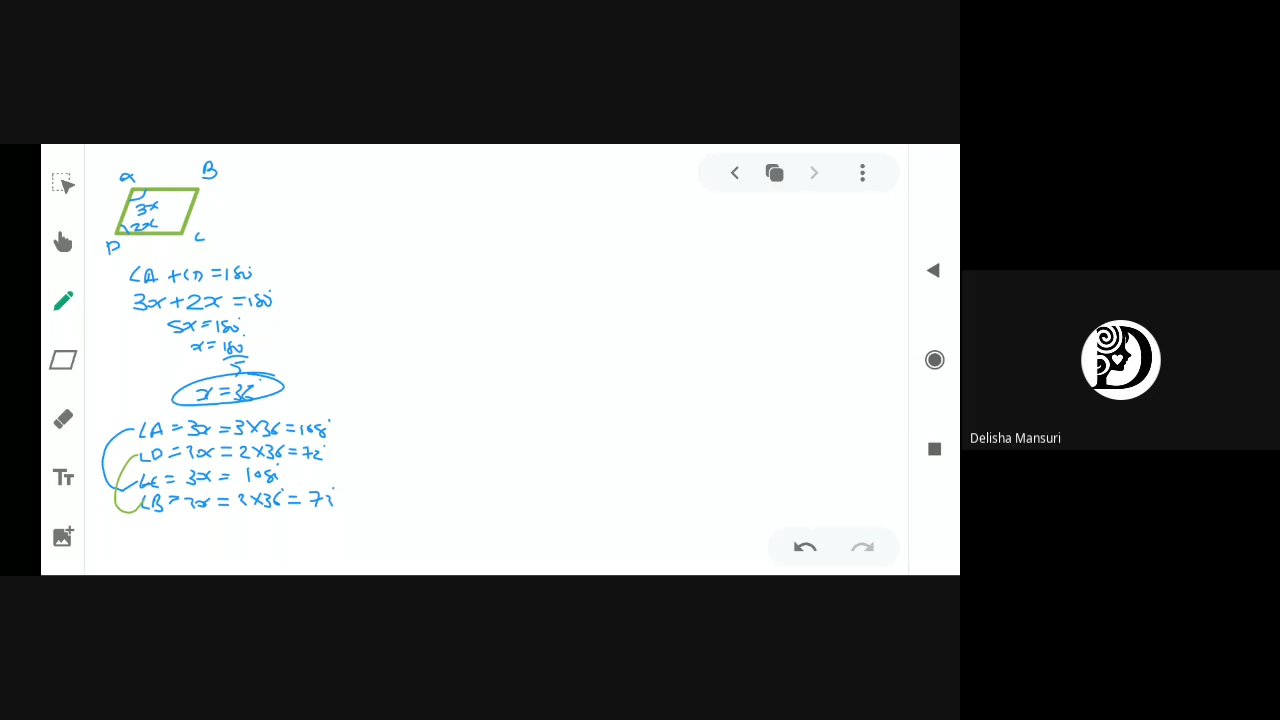 A B
3x
2x
D C
∠A + ∠D = 180°
3x + 2x = 180°
5x = 180°
x = 180°
5
x = 36°
∠A = 3x = 3×36 = 108°
∠D = 2x = 2×36 = 72°
∠C = 3x = 108°
∠B = 2x = 2×36° = 72°
Tт
Delisha Mansuri